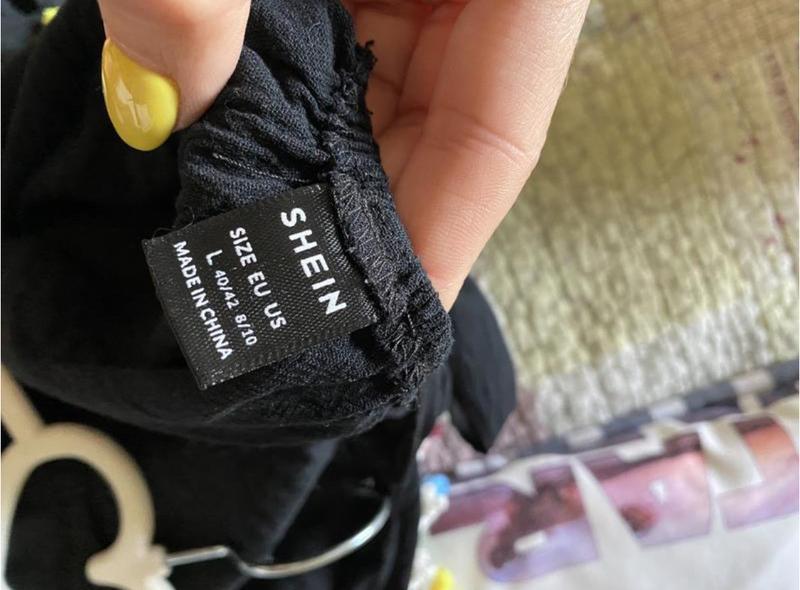 SHEIN
SIZE EU US
L 40/42 8/10
MADE IN CHINA